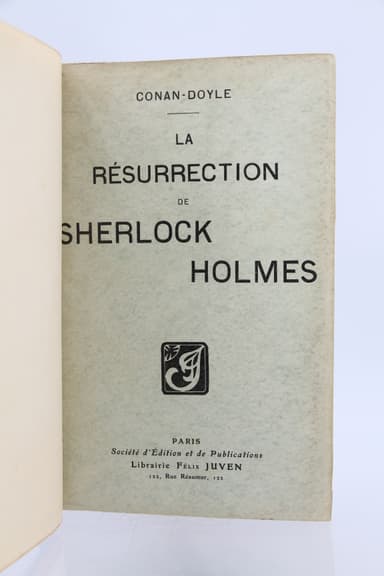 CONAN-DOYLE
LA
RÉSURRECTION
DE
SHERLOCK
HOLMES
PARIS
Société d'Édition et de Publications
Librairie FÉLIX JUVEN
122, Rue Réaumur, 122